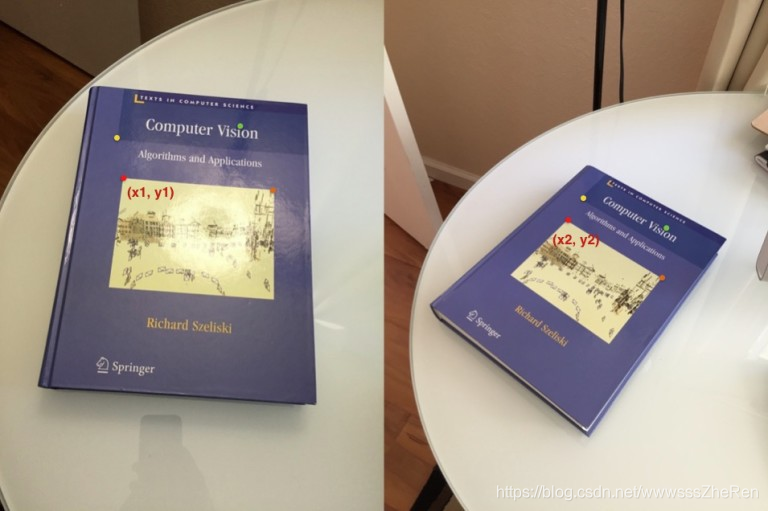 TEXTS IN COMPUTER SCIENCE
Computer Vision
Algorithms and Applications
(x1, y1)
Richard Szeliski
Springer
TEXTS IN COMPUTER SCIENCE
Computer Vision
Algorithms and Applications
(x2, y2)
Richard Szeliski
Springer
https://blog.csdn.net/wwwsssZheRen